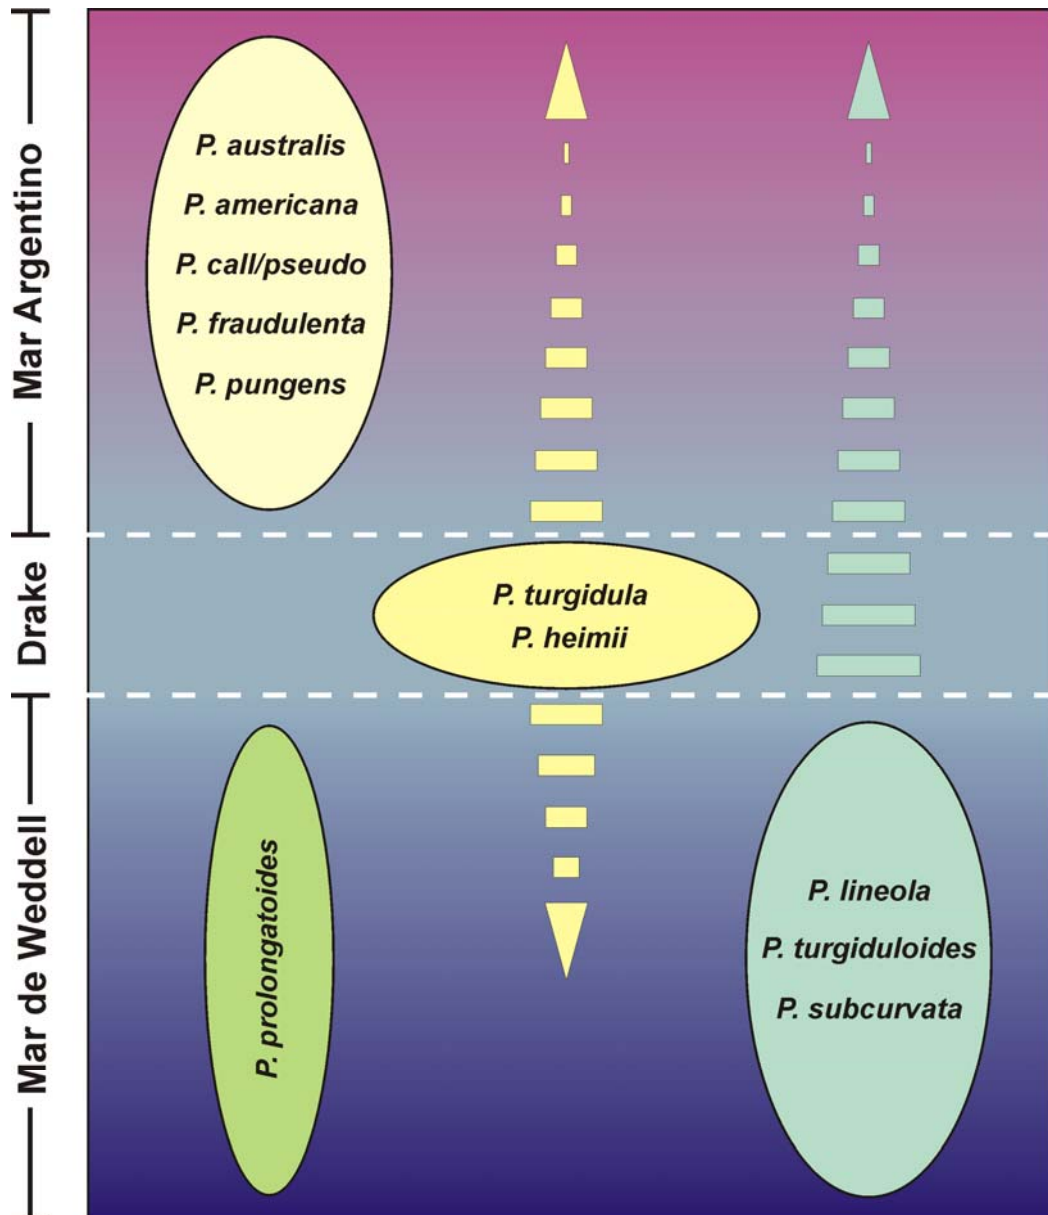 Mar Argentino
P. australis
P. americana
P. call/pseudo
P. fraudulenta
P. pungens
Drake
P. turgidula
P. heimii
Mar de Weddell
P. prolongatoides
P. lineola
P. turgiduloides
P. subcurvata